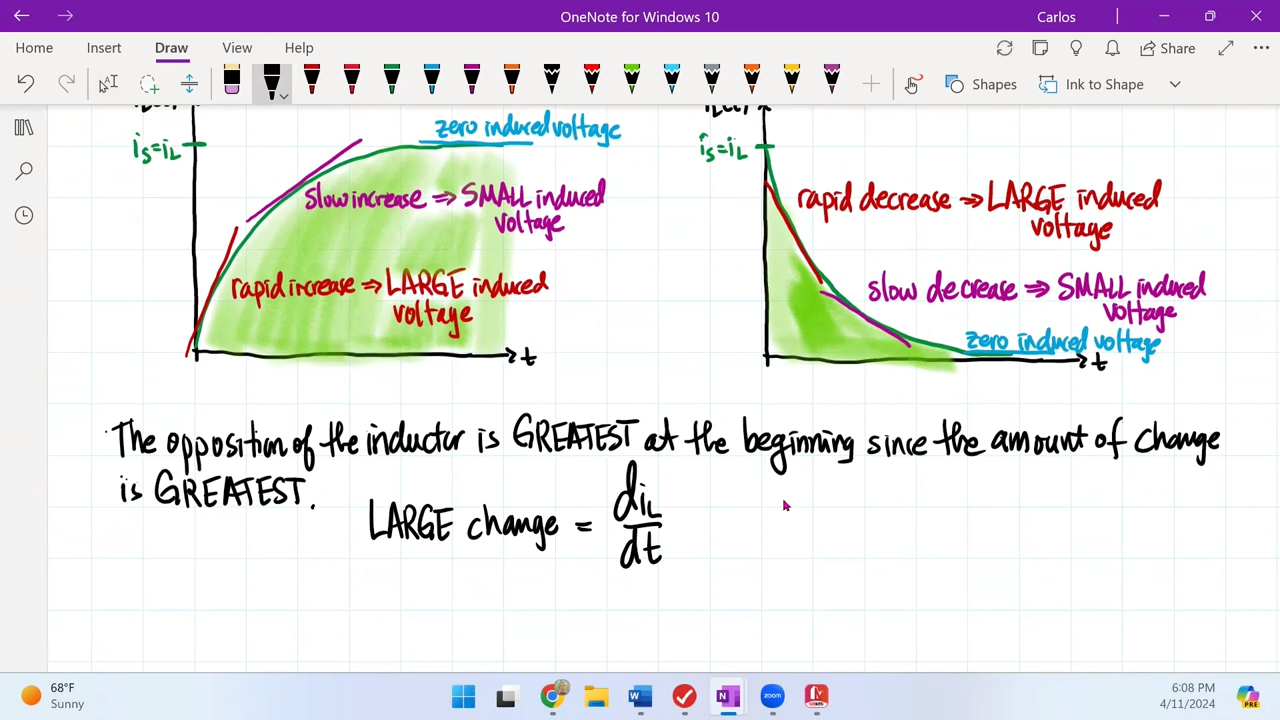 OneNote for Windows 10
Carlos
Home
Insert
Draw
View
Help
Share
Shapes
Ink to Chart
zero induced voltage
is=iL
slow increase ⇒ SMALL induced
voltage
rapid increase ⇒ LARGE induced
voltage
t
is=iL
rapid decrease ⇒ LARGE induced
voltage
slow decrease ⇒ SMALL induced
voltage
zero induced voltage
t
The opposition of the inductor is GREATEST at the beginning since the amount of change
is GREATEST.
LARGE change = diL/dt
68°F
Sunny
6:08 PM
4/11/2024
PRE